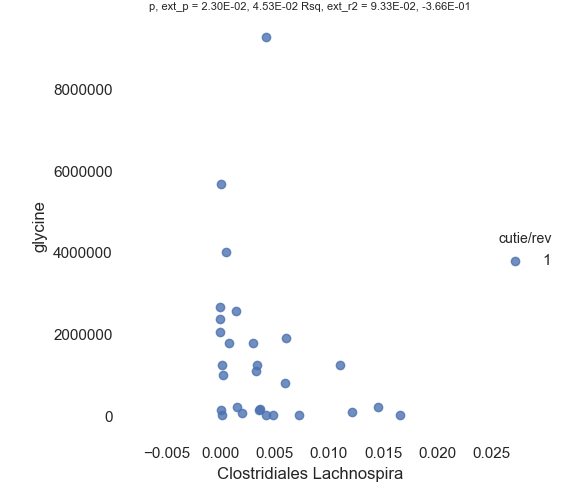 p, ext_p = 2.30E-02, 4.53E-02 Rsq, ext_r2 = 9.33E-02, -3.66E-01
8000000
6000000
4000000
2000000
0
glycine
cutie/rev
1
−0.005 0.000 0.005 0.010 0.015 0.020 0.025
Clostridiales Lachnospira